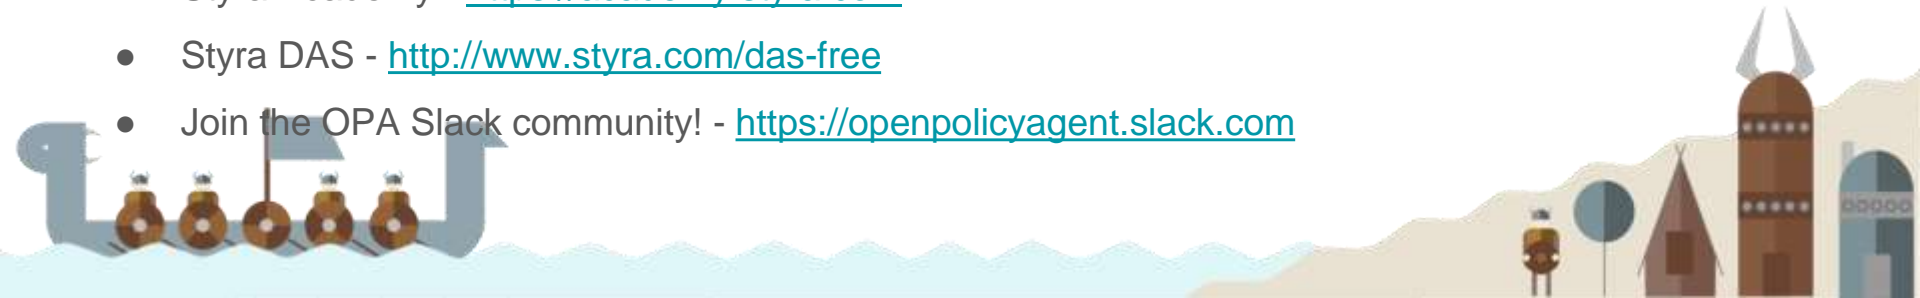 ● Styra DAS - http://www.styra.com/das-free
● Join the OPA Slack community! - https://openpolicyagent.slack.com